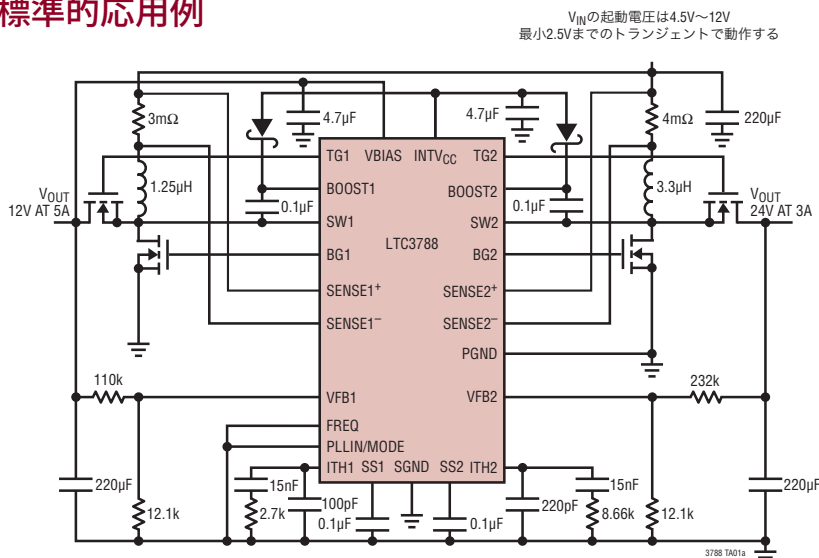 標準的応用例
VINの起動電圧は4.5V〜12V
最小2.5Vまでのトランジェントで動作する
3mΩ
4.7µF
4.7µF
4mΩ
220µF
TG1 VBIAS INTVCC TG2
1.25µH
3.3µH
VOUT
12V AT 5A
VOUT
24V AT 3A
BOOST1
BOOST2
0.1µF
0.1µF
SW1
SW2
LTC3788
BG1
BG2
SENSE1+
SENSE2+
SENSE1−
SENSE2−
PGND
110k
232k
VFB1
VFB2
FREQ
PLLIN/MODE
ITH1 SS1 SGND SS2 ITH2
220µF
15nF
15nF
220µF
100pF
220pF
12.1k
2.7k
0.1µF
0.1µF
8.66k
12.1k
3788 TA01a